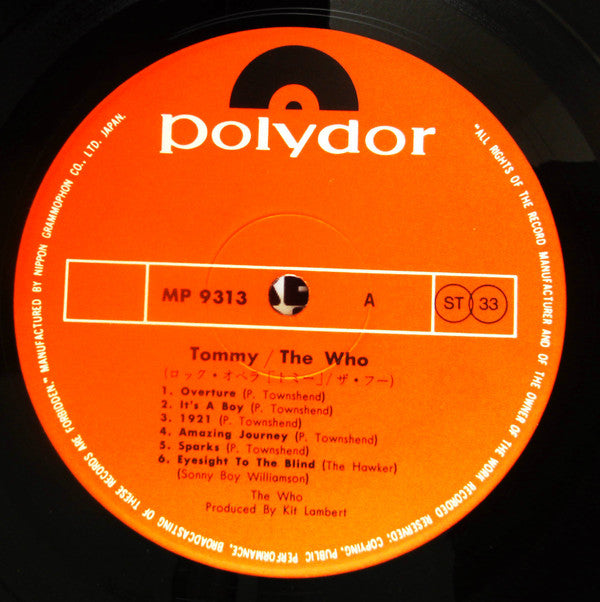 polydor
MP 9313 A ST 33
Tommy / The Who
(ロック・オペラ「トミー」/ザ・フー)
1. Overture (P. Townshend)
2. It's A Boy (P. Townshend)
3. 1921 (P. Townshend)
4. Amazing Journey (P. Townshend)
5. Sparks (P. Townshend)
6. Eyesight To The Blind (The Hawker)
(Sonny Boy Williamson)
The Who
Produced By Kit Lambert
"ALL RIGHTS OF THE RECORD MANUFACTURER AND OF THE OWNER OF THE WORK RECORDED RESERVED; COPYING, PUBLIC PERFORMANCE, BROADCASTING OF THESE RECORDS ARE FORBIDDEN." MANUFACTURED BY NIPPON GRAMMOPHON CO., LTD. JAPAN.